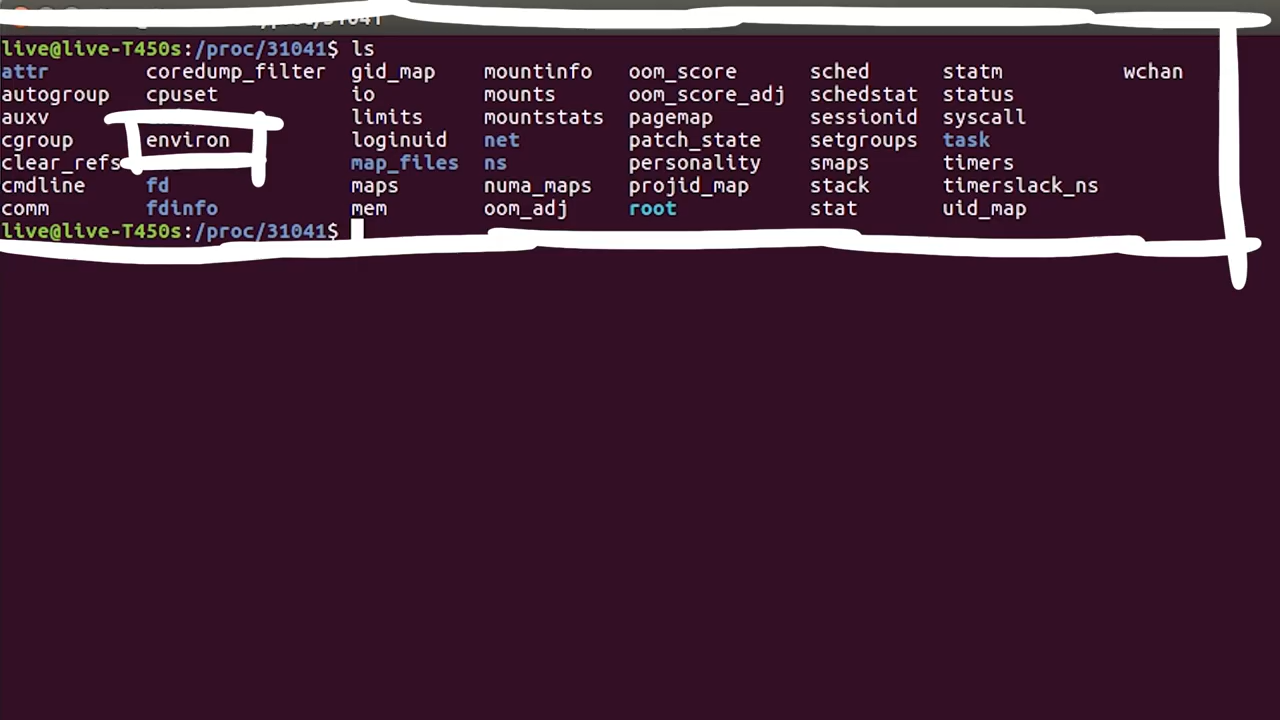 /proc/31041
live@live-T450s:/proc/31041$ ls
attr coredump_filter gid_map mountinfo oom_score sched statm wchan
autogroup cpuset io mounts oom_score_adj schedstat status
auxv limits mountstats pagemap sessionid syscall
cgroup environ loginuid net patch_state setgroups task
clear_refs map_files ns personality smaps timers
cmdline fd maps numa_maps projid_map stack timerslack_ns
comm fdinfo mem oom_adj root stat uid_map
live@live-T450s:/proc/31041$